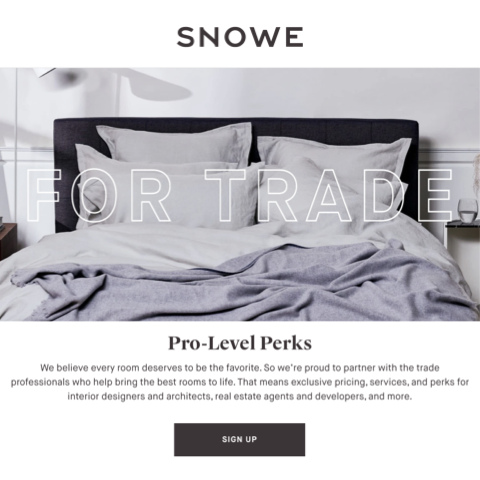 SNOWE
FOR TRADE
Pro-Level Perks
We believe every room deserves to be the favorite. So we're proud to partner with the trade
professionals who help bring the best rooms to life. That means exclusive pricing, services, and perks for
interior designers and architects, real estate agents and developers, and more.
SIGN UP